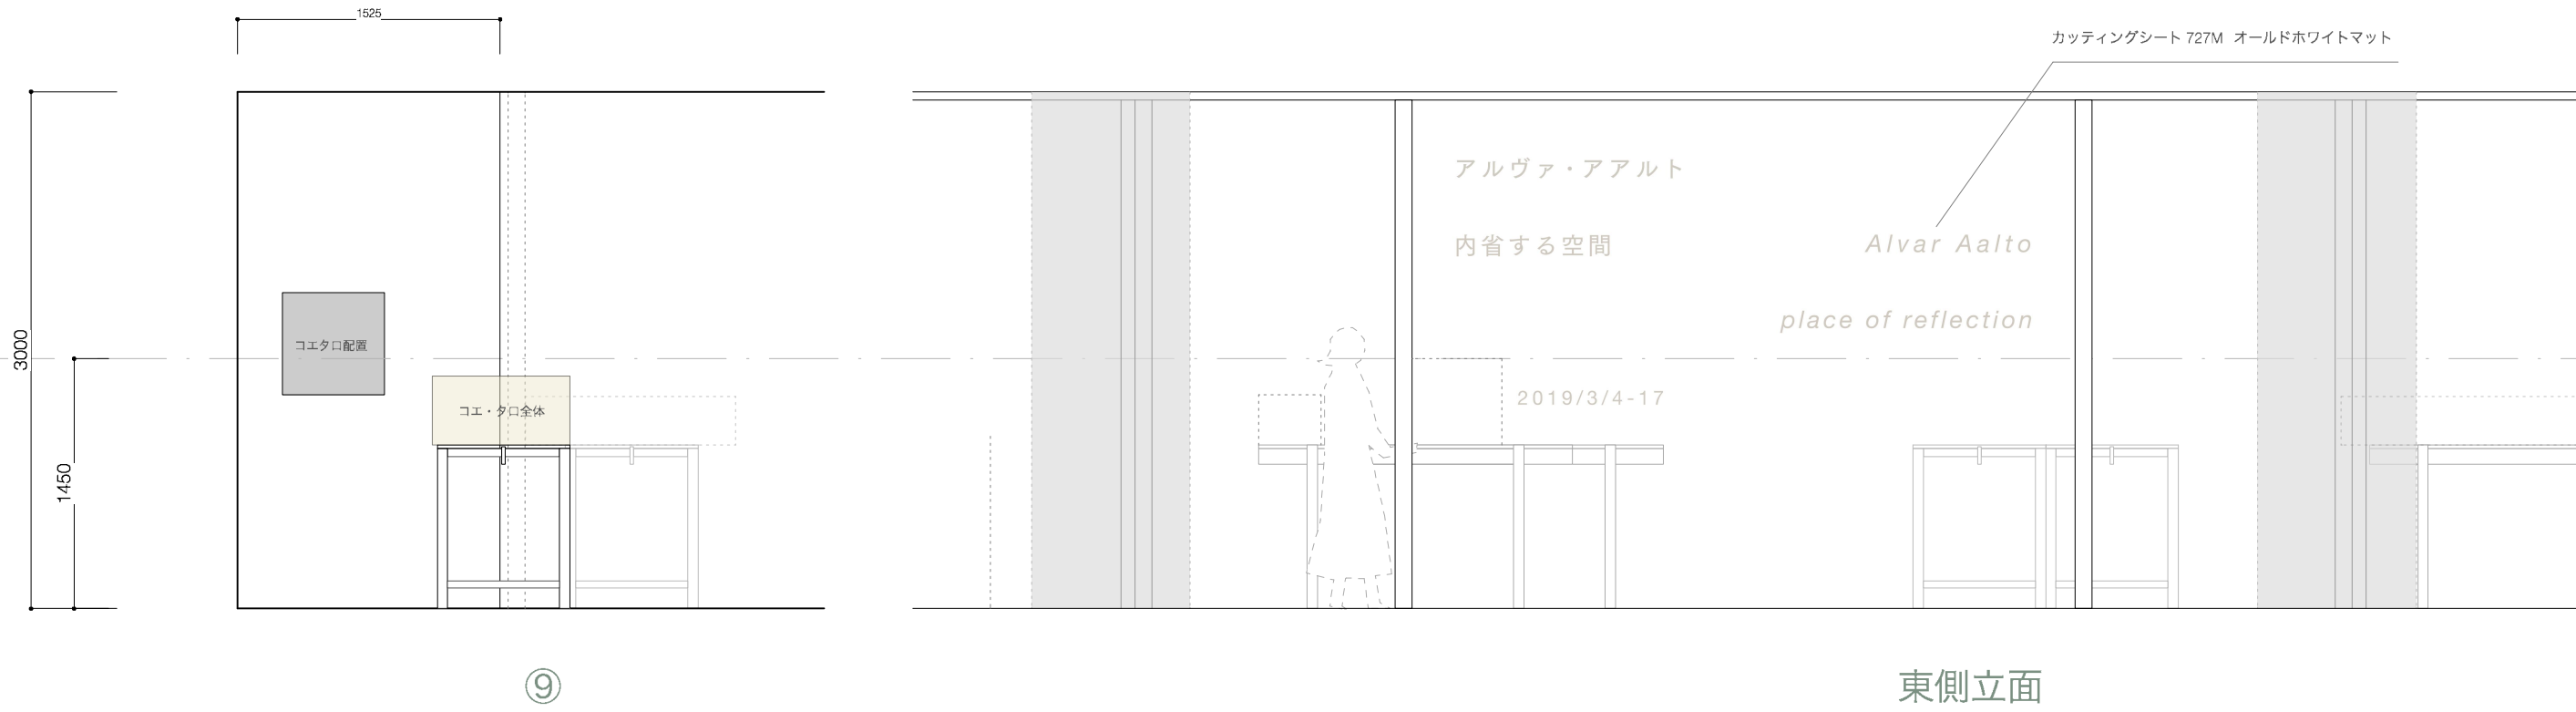 1525
カッティングシート 727M オールドホワイトマット
アルヴァ・アアルト
内省する空間
Alvar Aalto
place of reflection
2019/3/4-17
3000
1450
コエタロ配置
コエ・タロ全体
⑨
東側立面